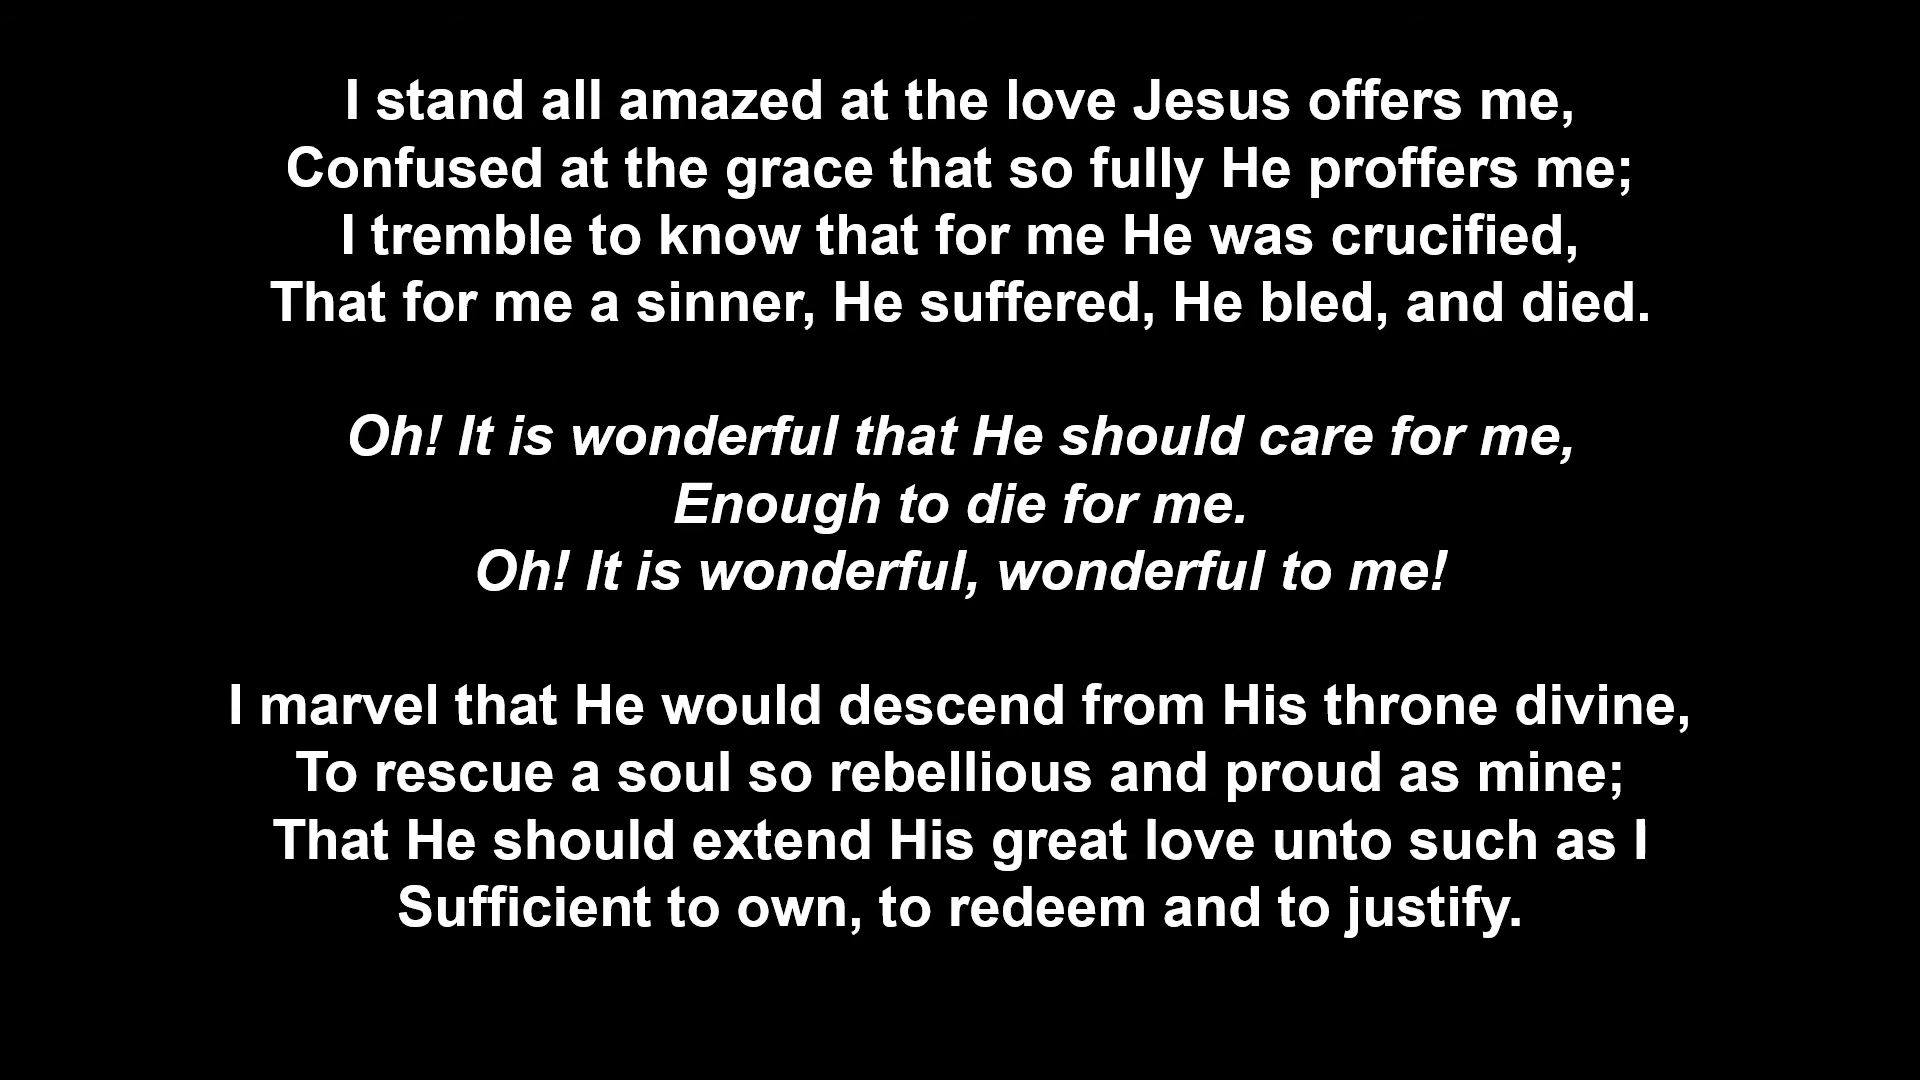 I stand all amazed at the love Jesus offers me,
Confused at the grace that so fully He proffers me;
I tremble to know that for me He was crucified,
That for me a sinner, He suffered, He bled, and died.
Oh! It is wonderful that He should care for me,
Enough to die for me.
Oh! It is wonderful, wonderful to me!
I marvel that He would descend from His throne divine,
To rescue a soul so rebellious and proud as mine;
That He should extend His great love unto such as I
Sufficient to own, to redeem and to justify.